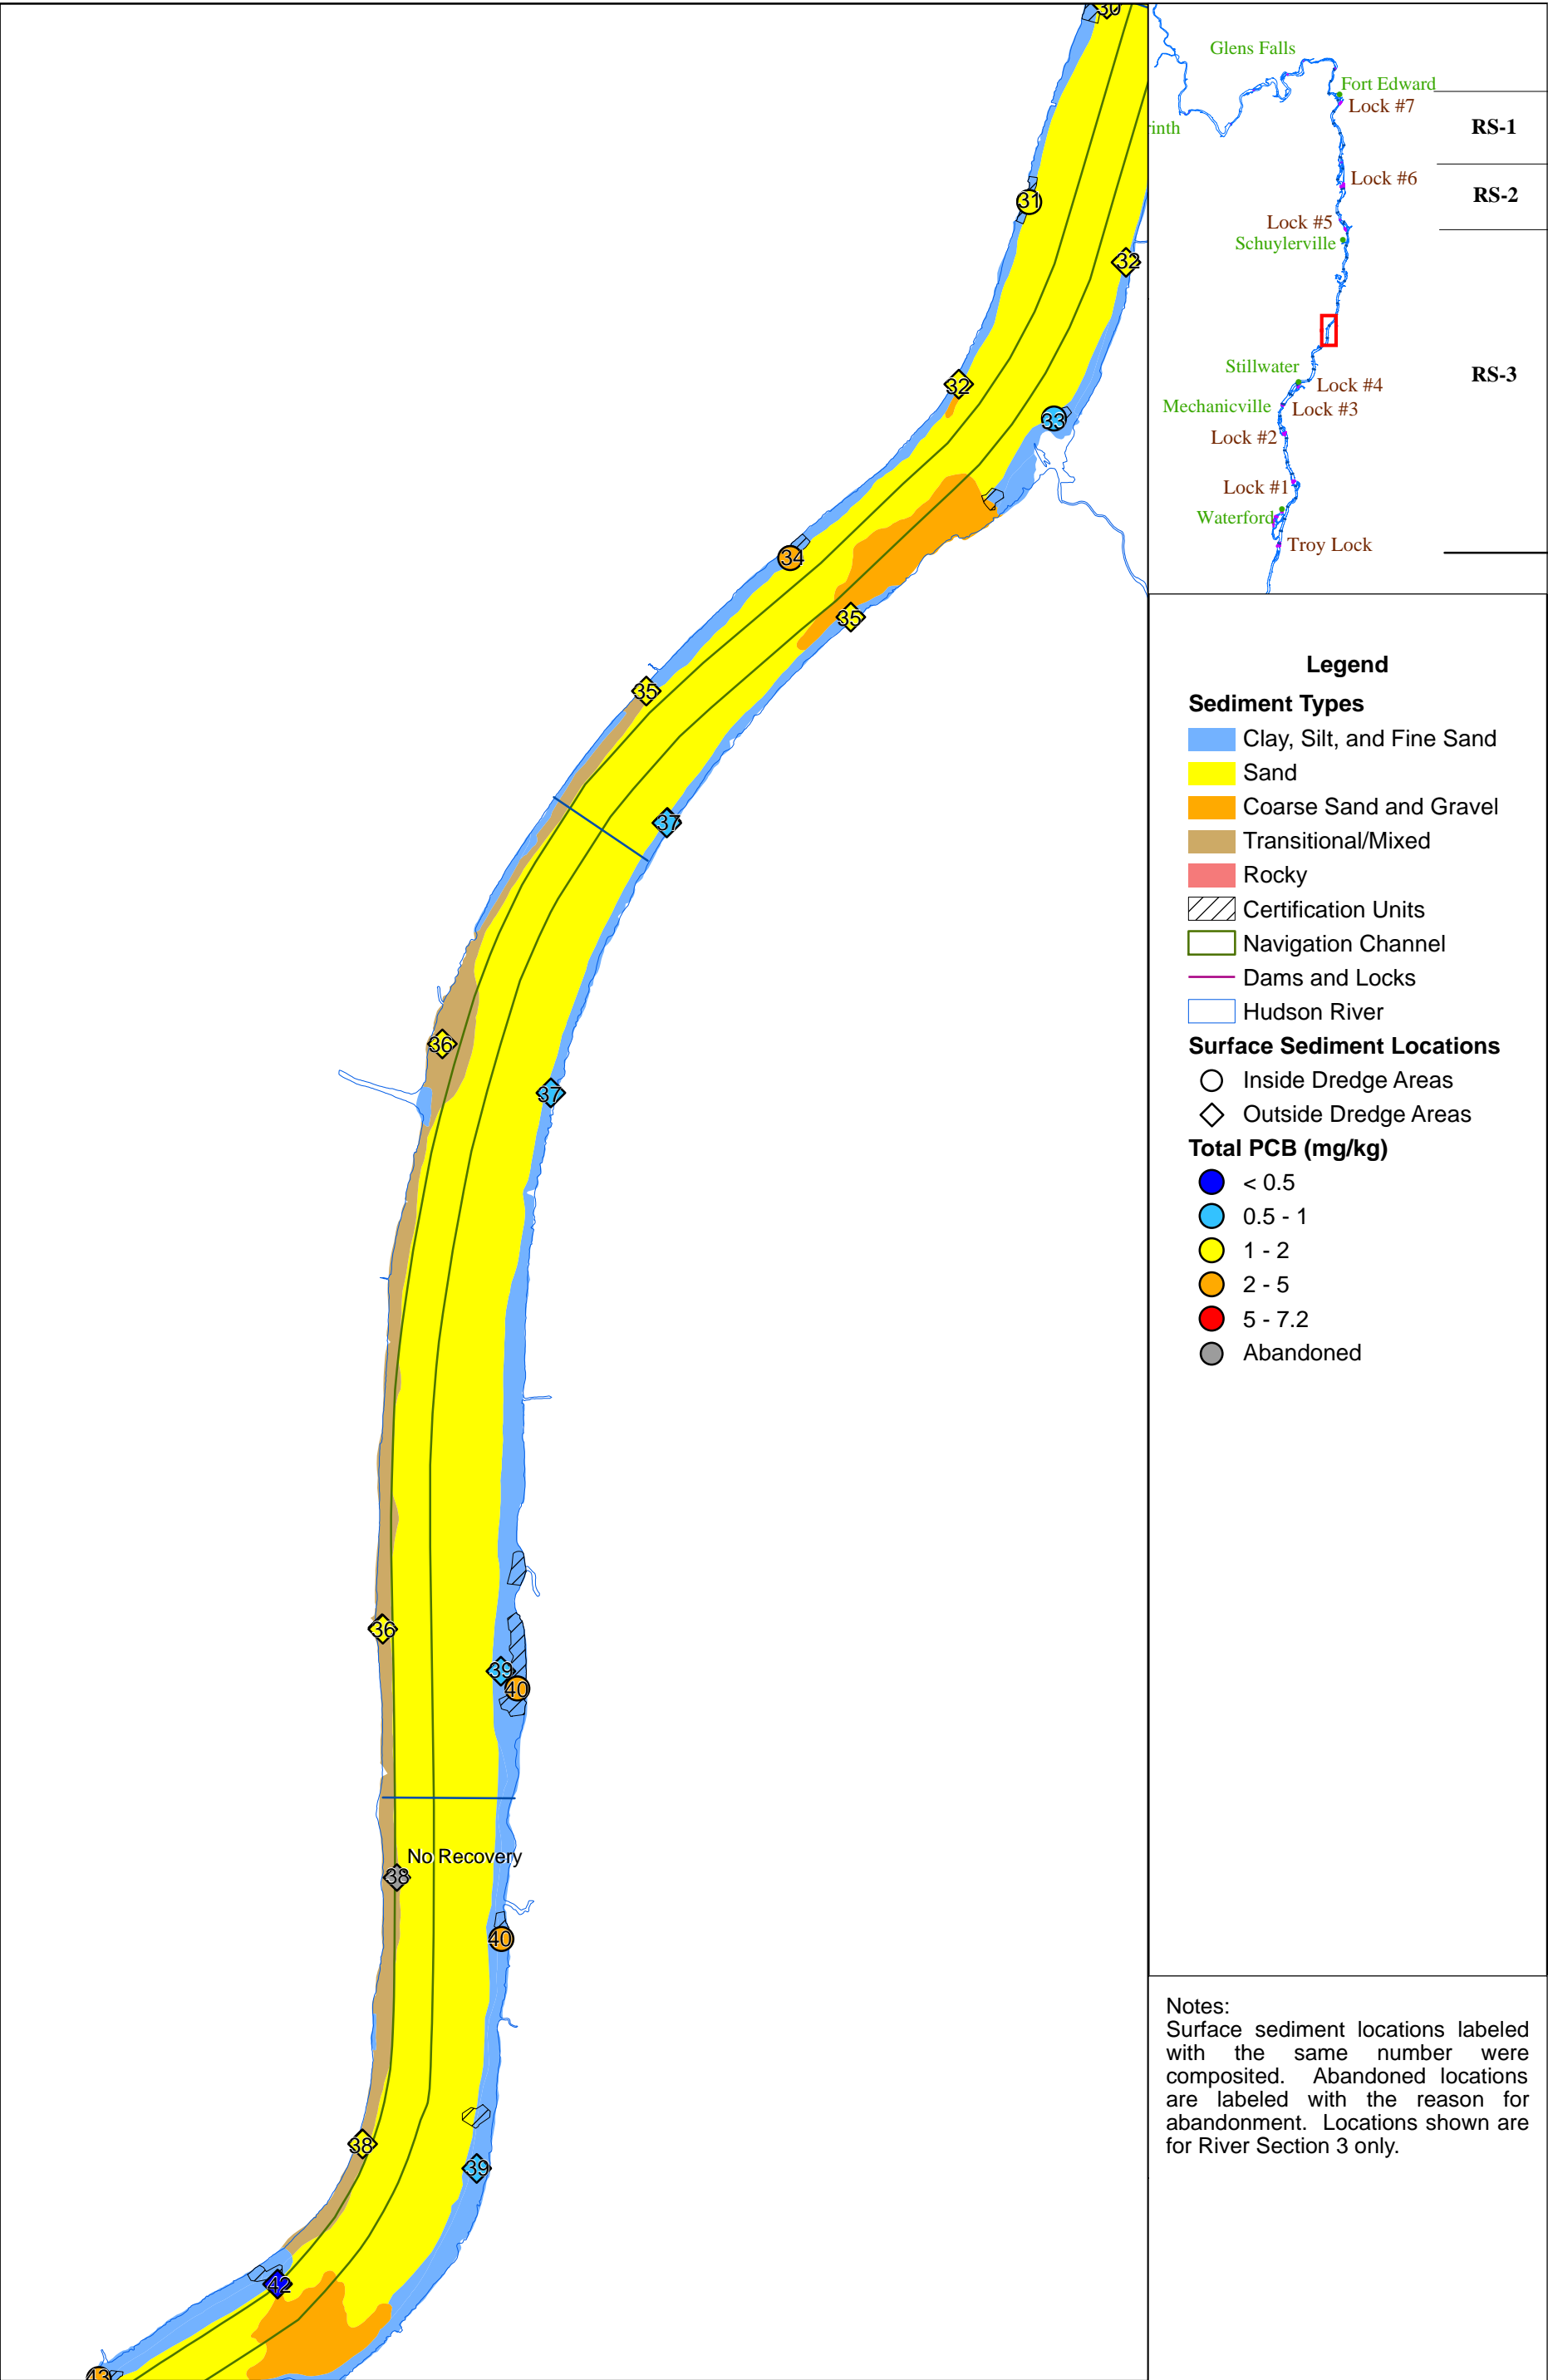 30
31
32
32
33
34
35
35
37
36
37
36
39
40
No Recovery
38
40
38
39
42
43
Glens Falls
Fort Edward
Lock #7
RS-1
rinth
Lock #6
RS-2
Lock #5
Schuylerville
Stillwater
Lock #4
RS-3
Mechanicville
Lock #3
Lock #2
Lock #1
Waterford
Troy Lock
Legend
Sediment Types
Clay, Silt, and Fine Sand
Sand
Coarse Sand and Gravel
Transitional/Mixed
Rocky
Certification Units
Navigation Channel
Dams and Locks
Hudson River
Surface Sediment Locations
Inside Dredge Areas
Outside Dredge Areas
Total PCB (mg/kg)
< 0.5
0.5 - 1
1 - 2
2 - 5
5 - 7.2
Abandoned
Notes:
Surface sediment locations labeled
with the same number were
composited. Abandoned locations
are labeled with the reason for
abandonment. Locations shown are
for River Section 3 only.